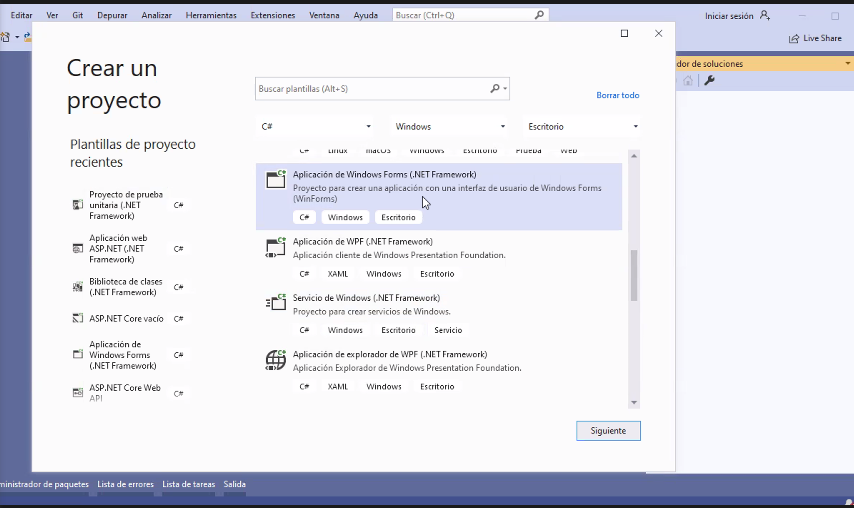 Editar Ver Git Depurar Analizar Herramientas Extensiones Ventana Ayuda Buscar (Ctrl+Q) Iniciar sesión
Live Share
dor de soluciones
Crear un
proyecto
Plantillas de proyecto
recientes
Proyecto de prueba
unitaria (.NET
Framework)
C#
Aplicación web
ASP.NET (.NET
Framework)
C#
Biblioteca de clases
(.NET Framework)
C#
ASP.NET Core vacío C#
Aplicación de
Windows Forms
(.NET Framework)
C#
ASP.NET Core Web
API
C#
Buscar plantillas (Alt+S)
Borrar todo
C# Windows Escritorio
C# Linux macOS Windows Escritorio Prueba Web
Aplicación de Windows Forms (.NET Framework)
Proyecto para crear una aplicación con una interfaz de usuario de Windows Forms
(WinForms)
C# Windows Escritorio
Aplicación de WPF (.NET Framework)
Aplicación cliente de Windows Presentation Foundation.
C# XAML Windows Escritorio
Servicio de Windows (.NET Framework)
Proyecto para crear servicios de Windows.
C# Windows Escritorio Servicio
Aplicación de explorador de WPF (.NET Framework)
Aplicación Explorador de Windows Presentation Foundation.
C# XAML Windows Escritorio
Siguiente
ministrador de paquetes Lista de errores Lista de tareas Salida